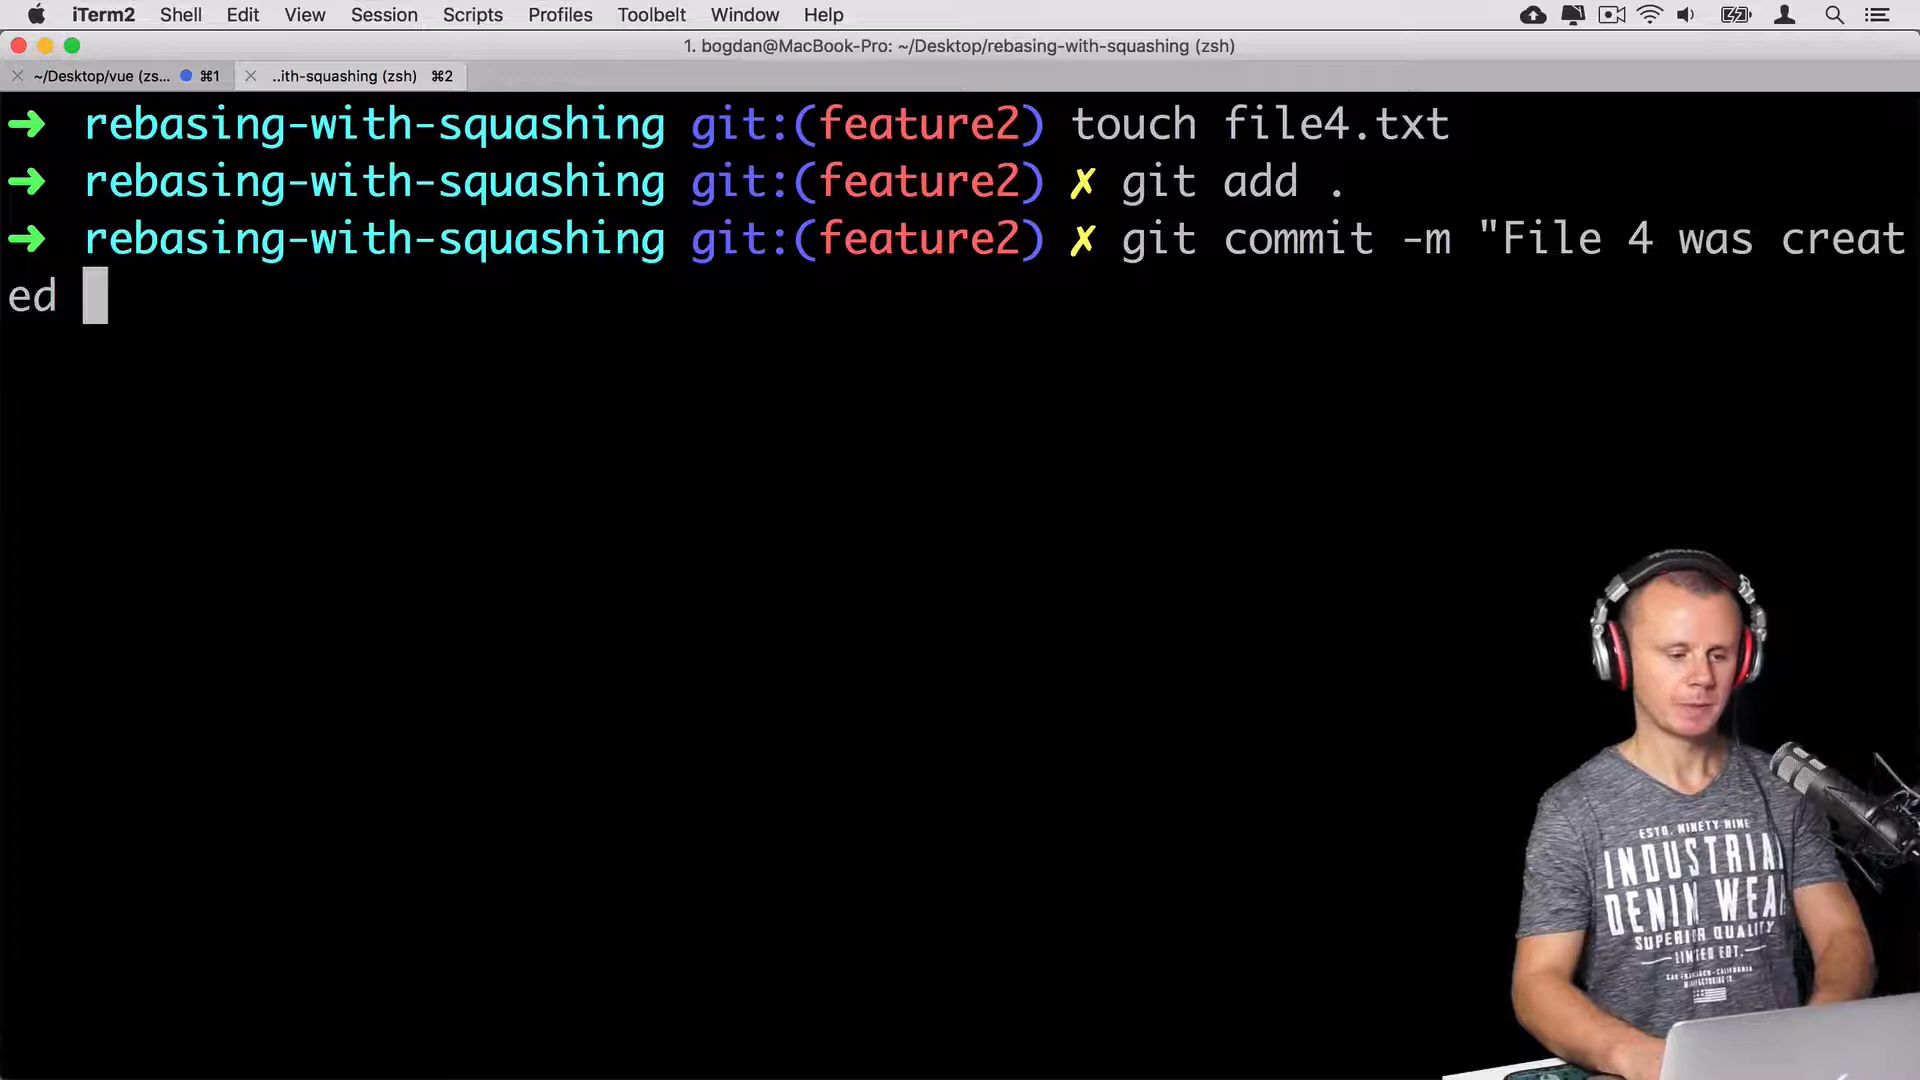 iTerm2 Shell Edit View Session Scripts Profiles Toolbelt Window Help
1. bogdan@MacBook-Pro: ~/Desktop/rebasing-with-squashing (zsh)
~/Desktop/vue (zs... ⌘1 ..ith-squashing (zsh) ⌘2
➜ rebasing-with-squashing git:(feature2) touch file4.txt
➜ rebasing-with-squashing git:(feature2) ✗ git add .
➜ rebasing-with-squashing git:(feature2) ✗ git commit -m "File 4 was creat
ed
ESTD. NINETY NINE
INDUSTRIAL
DENIM WEAR
SUPERIOR QUALITY
LIMITED EDT.